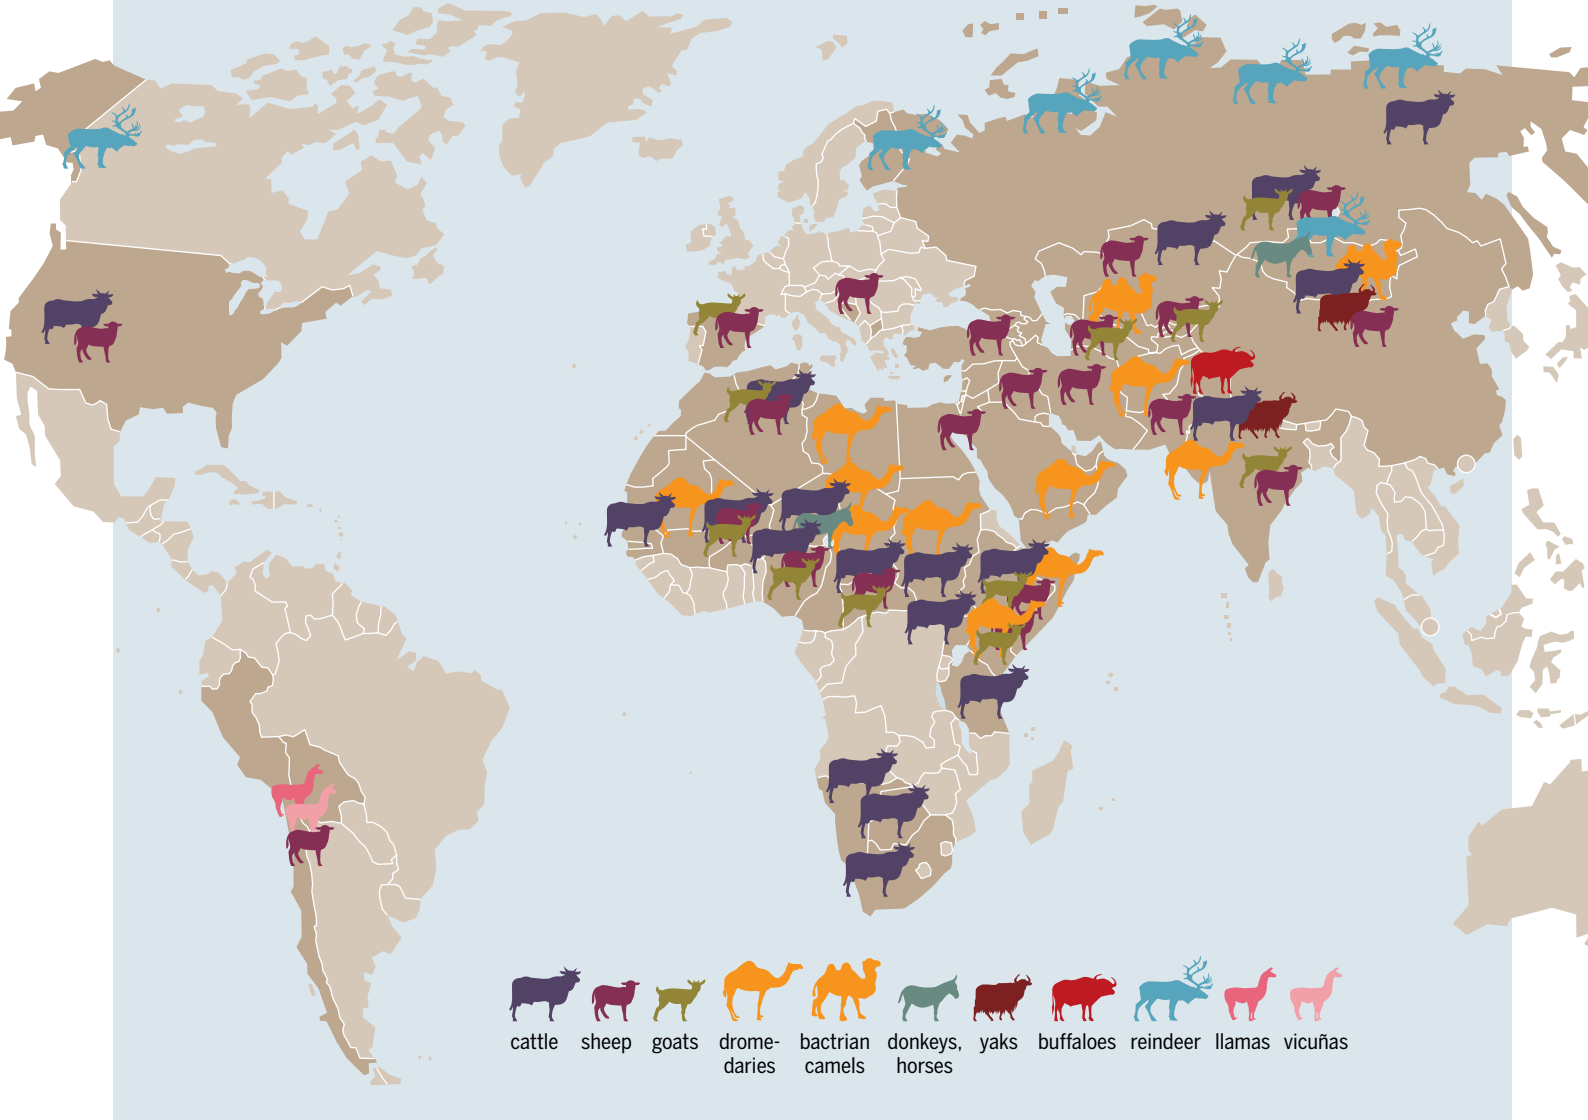 cattle sheep goats drome- bactrian donkeys, yaks buffaloes reindeer llamas vicuñas
daries camels horses